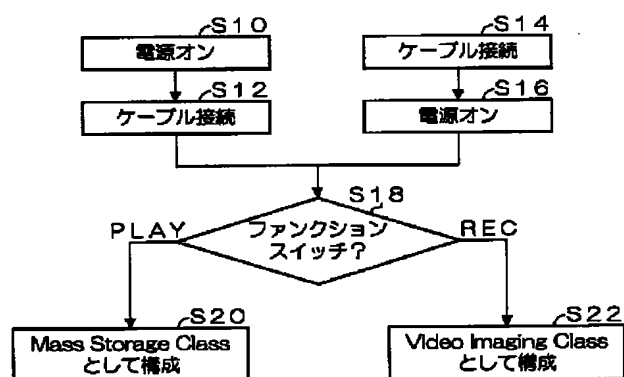 S10
電源オン
S14
ケーブル接続
S12
ケーブル接続
S16
電源オン
S18
ファンクション
スイッチ?
PLAY
REC
S20
Mass Storage Class
として構成
S22
Video Imaging Class
として構成